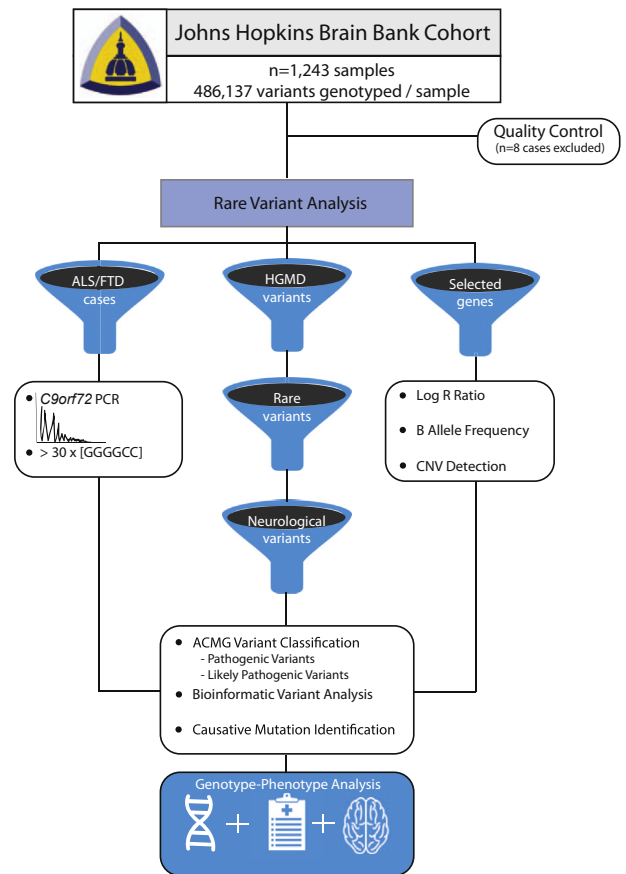 Johns Hopkins Brain Bank Cohort
n=1,243 samples
486,137 variants genotyped / sample
Quality Control
(n=8 cases excluded)
Rare Variant Analysis
ALS/FTD
cases
HGMD
variants
Selected
genes
• C9orf72 PCR
• > 30 x [GGGGCC]
Rare
variants
• Log R Ratio
• B Allele Frequency
• CNV Detection
Neurological
variants
• ACMG Variant Classification
- Pathogenic Variants
- Likely Pathogenic Variants
• Bioinformatic Variant Analysis
• Causative Mutation Identification
Genotype-Phenotype Analysis